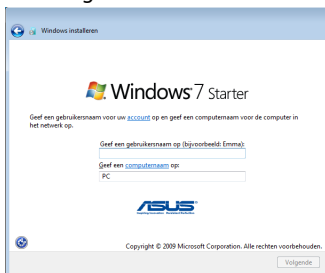 Windows installeren
Windows 7 Starter
Geef een gebruikersnaam voor uw account op en geef een computernaam voor de computer in
het netwerk op.
Geef een gebruikersnaam op (bijvoorbeeld: Emma):
Geef een computernaam op:
PC
ASUS
Copyright © 2009 Microsoft Corporation. Alle rechten voorbehouden.
Volgende